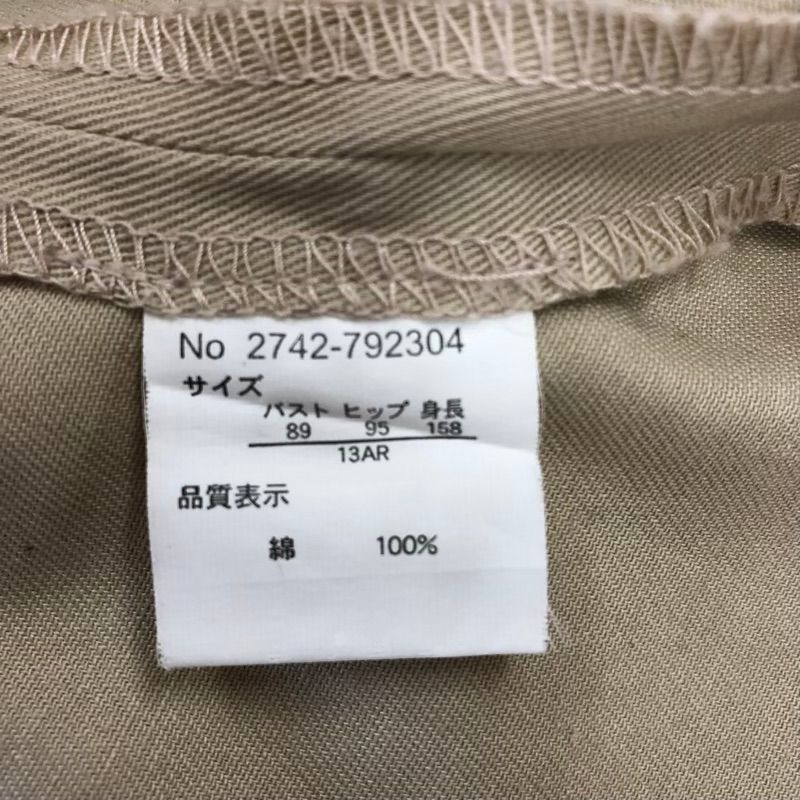 No 2742-792304
サイズ
バスト ヒップ 身長
89 95 158
13AR
品質表示
綿 100%